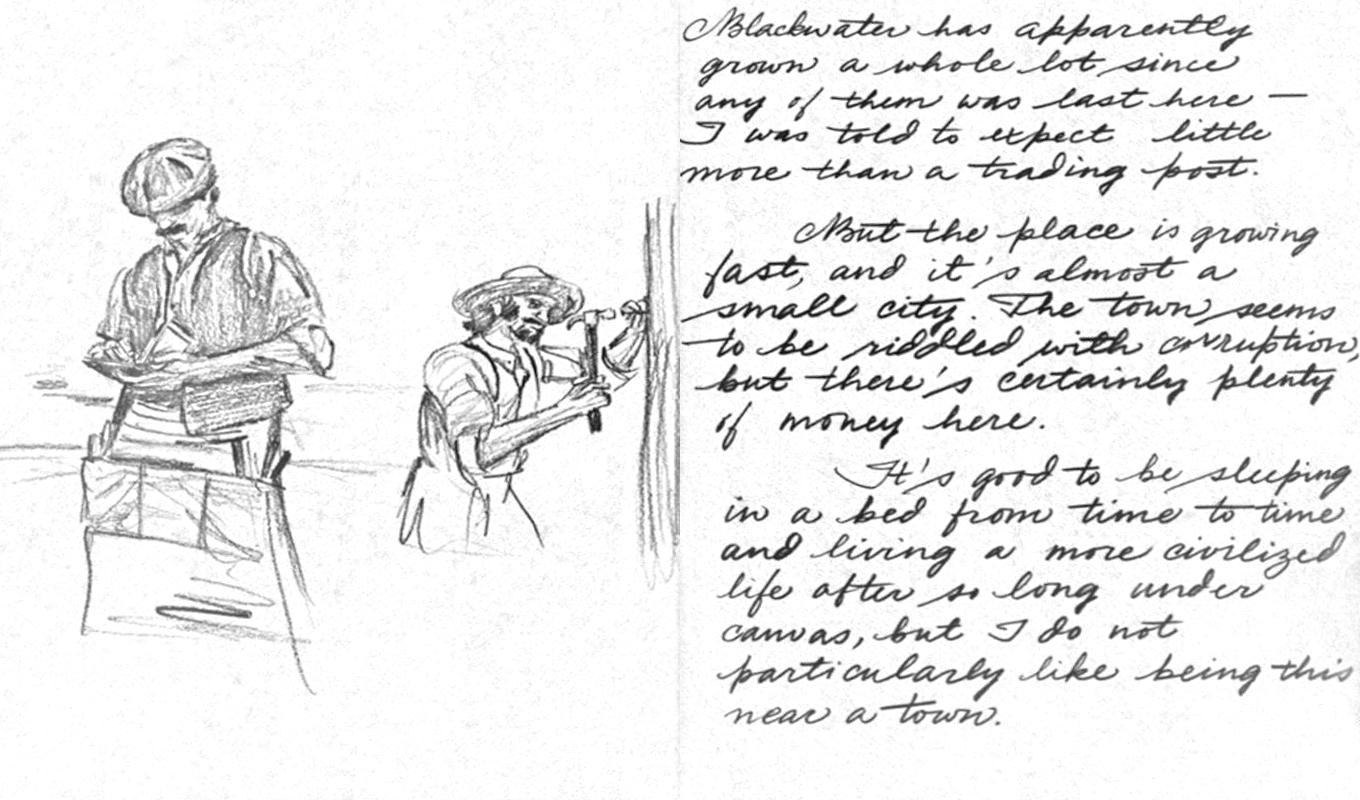 Blackwater has apparently
grown a whole lot since
any of them was last here —
I was told to expect little
more than a trading post.
But the place is growing
fast, and it's almost a
small city. The town seems
to be riddled with corruption,
but there's certainly plenty
of money here.
It's good to be sleeping
in a bed from time to time
and living a more civilized
life after so long under
canvas, but I do not
particularly like being this
near a town.